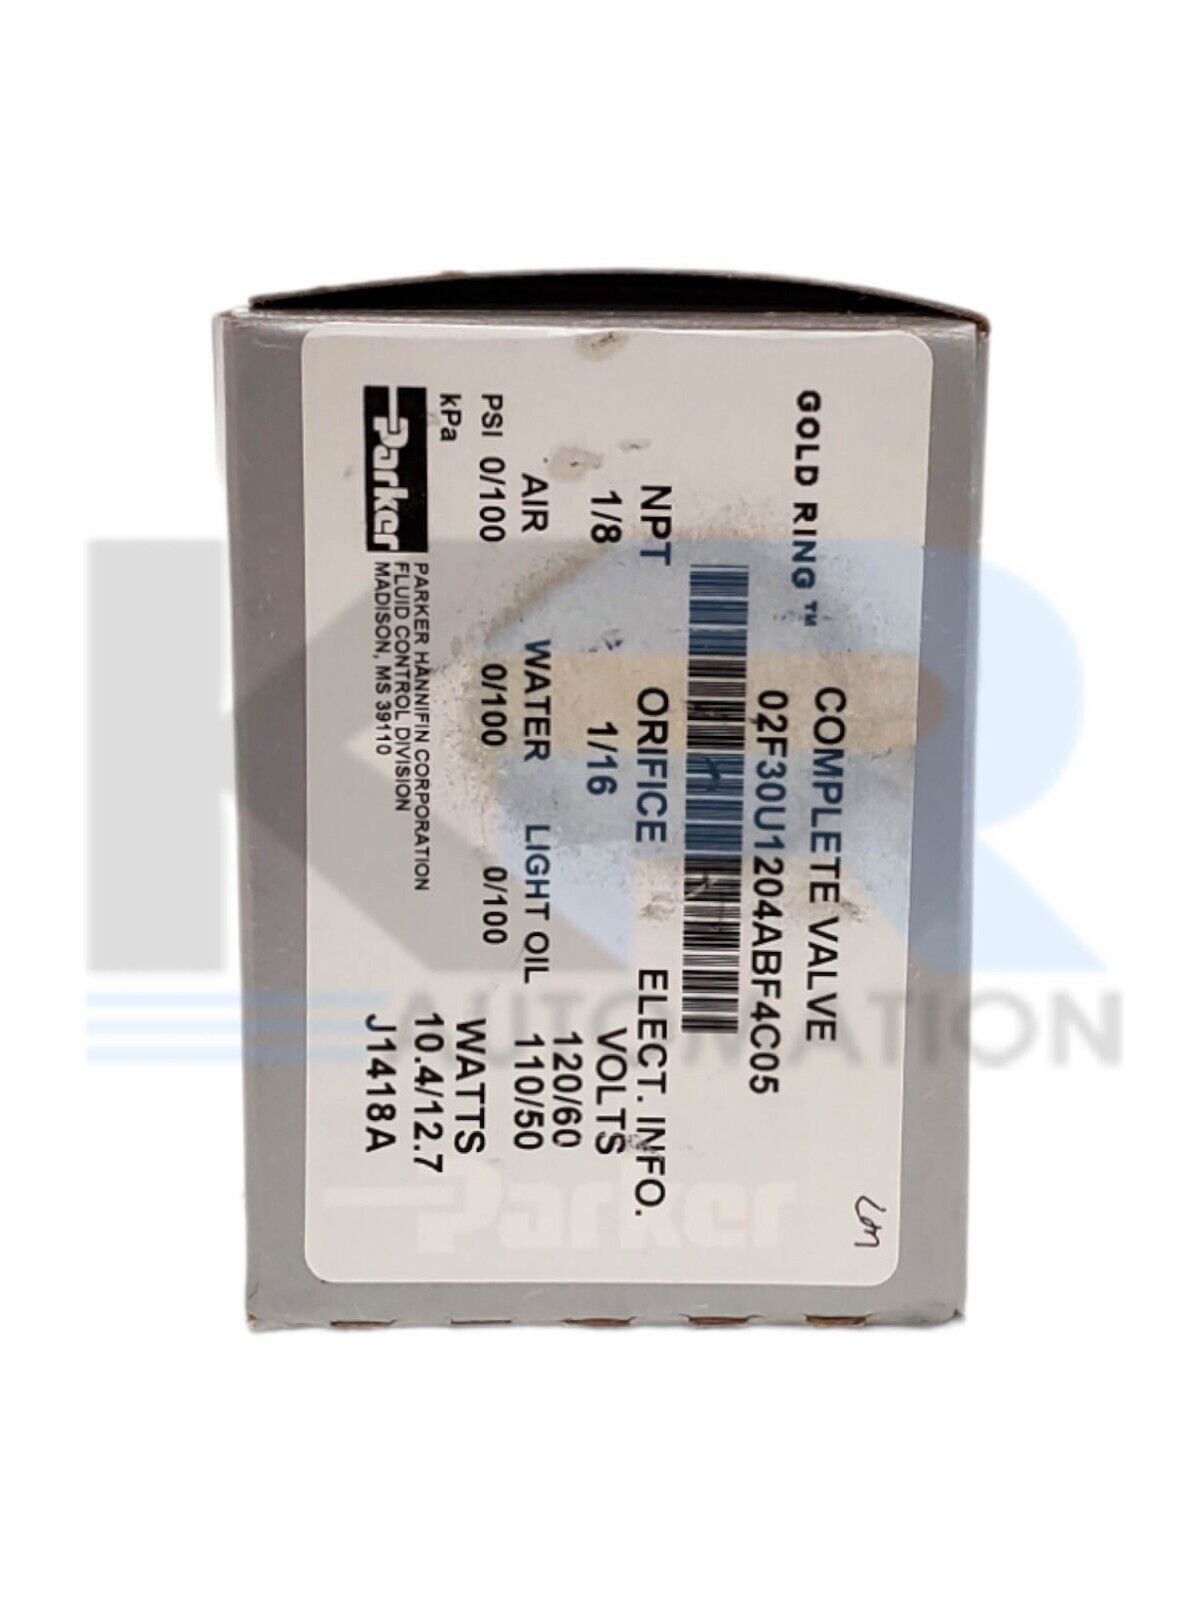 GOLD RING™ COMPLETE VALVE
02F30U1204ABF4C05
NPT ORIFICE ELECT. INFO.
1/8 1/16 VOLTS
120/60
AIR WATER LIGHT OIL 110/50
PSI 0/100 0/100 0/100 WATTS
kPa 10.4/12.7
Parker PARKER HANNIFIN CORPORATION J1418A
FLUID CONTROL DIVISION
MADISON, MS 39110
Parker
KR
AUTOMATION